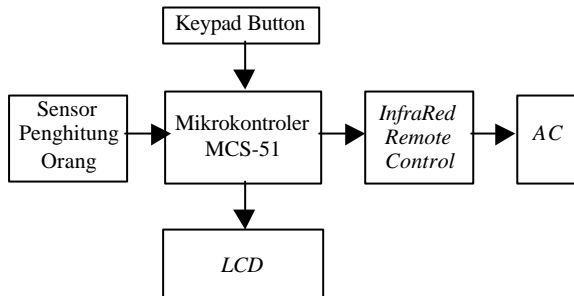 Keypad Button
Sensor
Penghitung
Orang
Mikrokontroler
MCS-51
InfraRed
Remote
Control
AC
LCD